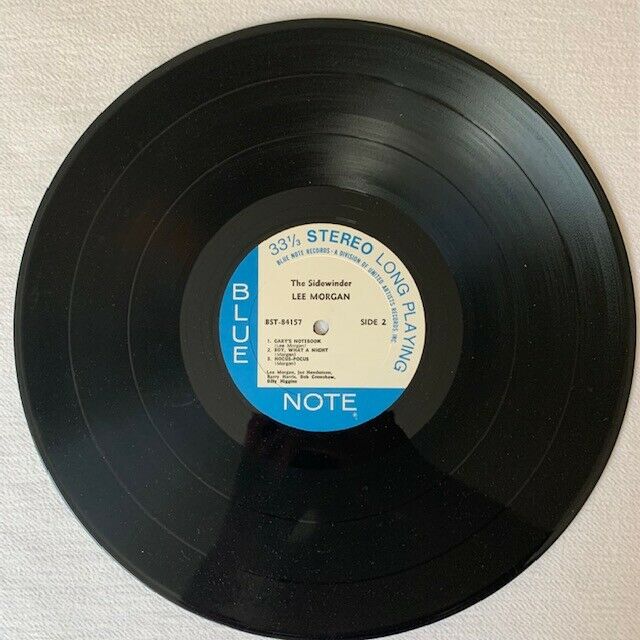 33⅓ STEREO LONG PLAYING
BLUE NOTE RECORDS • A DIVISION OF UNITED ARTISTS RECORDS, INC.
The Sidewinder
LEE MORGAN
BST-84157 SIDE 2
1. GARY'S NOTEBOOK
(Lee Morgan)
2. BOY, WHAT A NIGHT
(Morgan)
3. HOCUS-POCUS
(Morgan)
Lee Morgan, Joe Henderson,
Barry Harris, Bob Cranshaw,
Billy Higgins
BLUE
NOTE